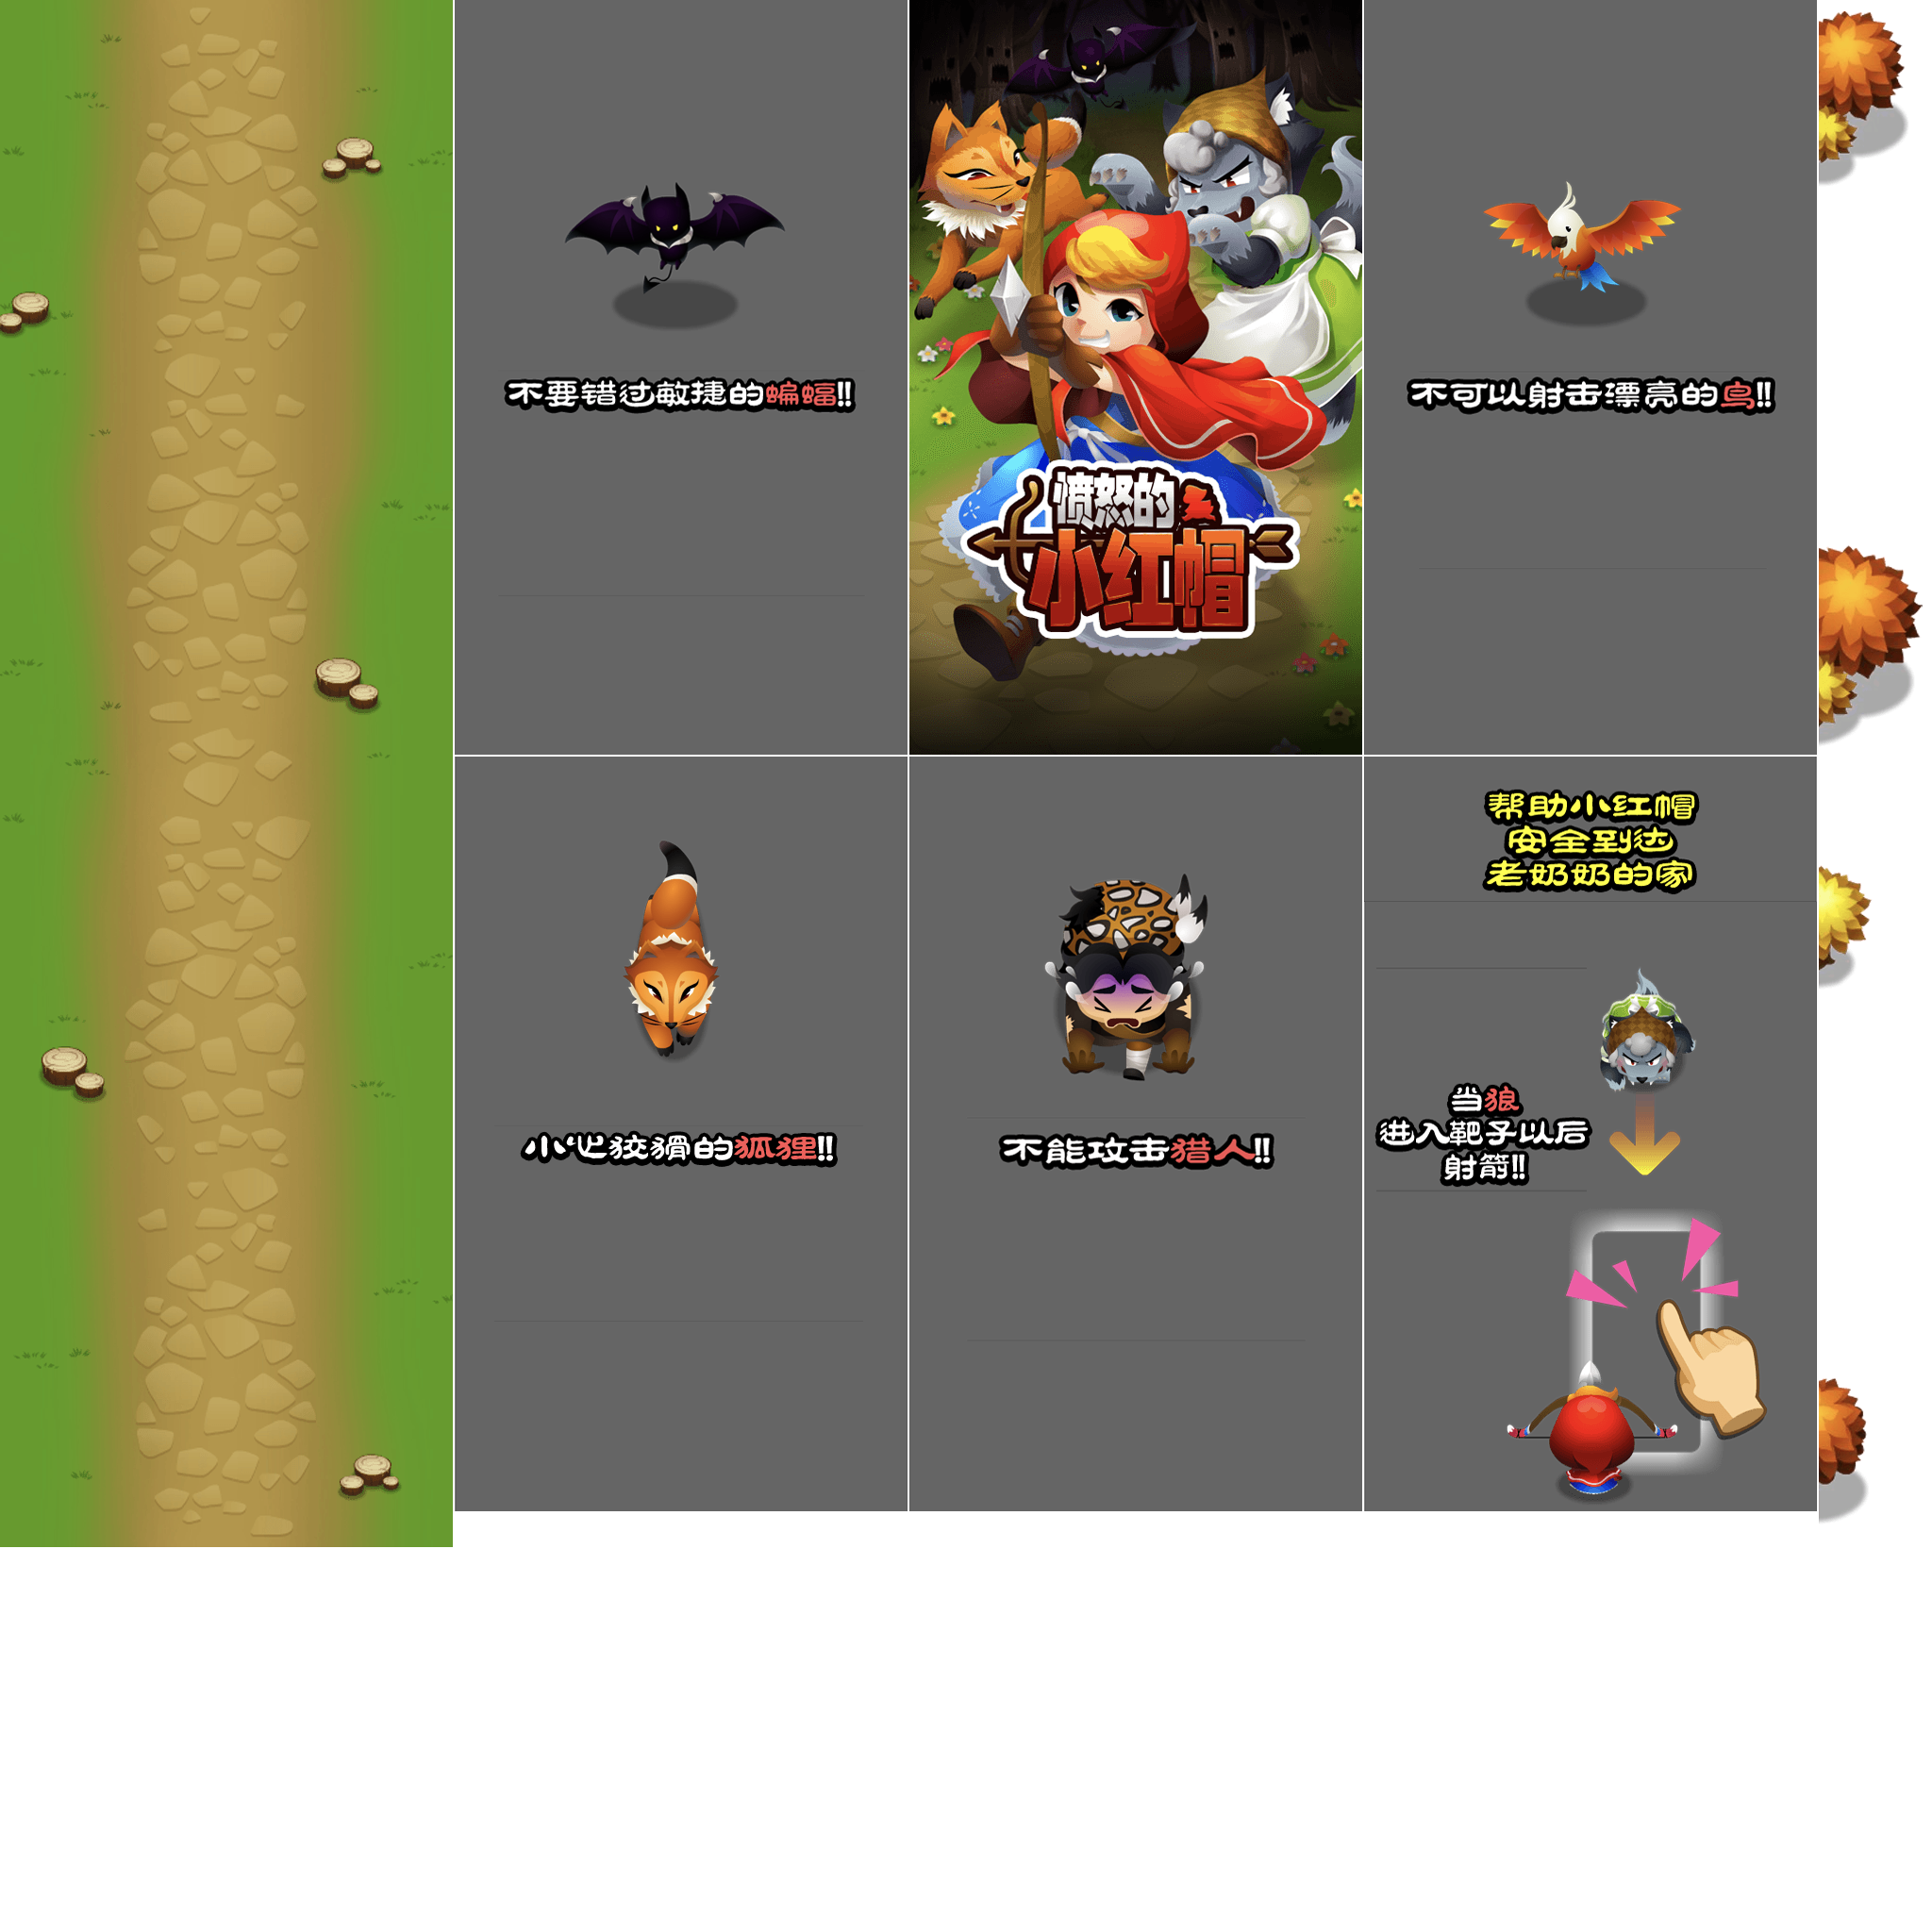 不要错过敏捷的蝙蝠!!
愤怒的
小红帽
不可以射击漂亮的鸟!!
小心狡猾的狐狸!!
不能攻击猎人!!
帮助小红帽
安全到达
老奶奶的家
当狼
进入靶子以后
射箭!!